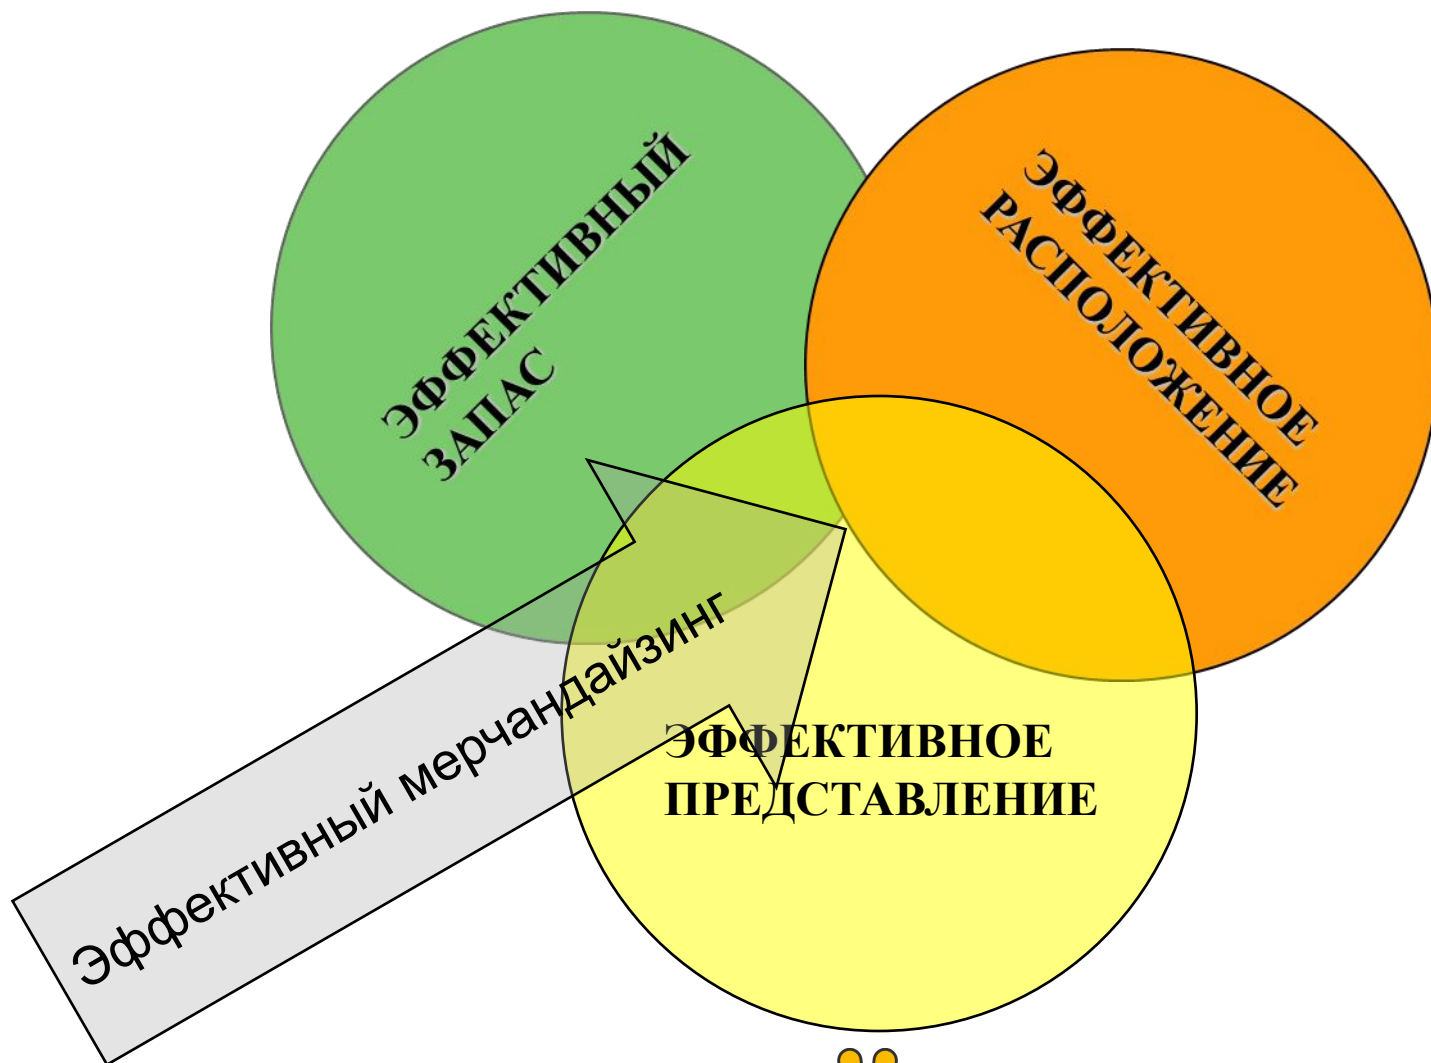 ЭФФЕКТИВНЫЙ
ЗАПАС
ЭФФЕКТИВНОЕ
РАСПОЛОЖЕНИЕ
Эффективный мерчандайзинг
ЭФФЕКТИВНОЕ
ПРЕДСТАВЛЕНИЕ